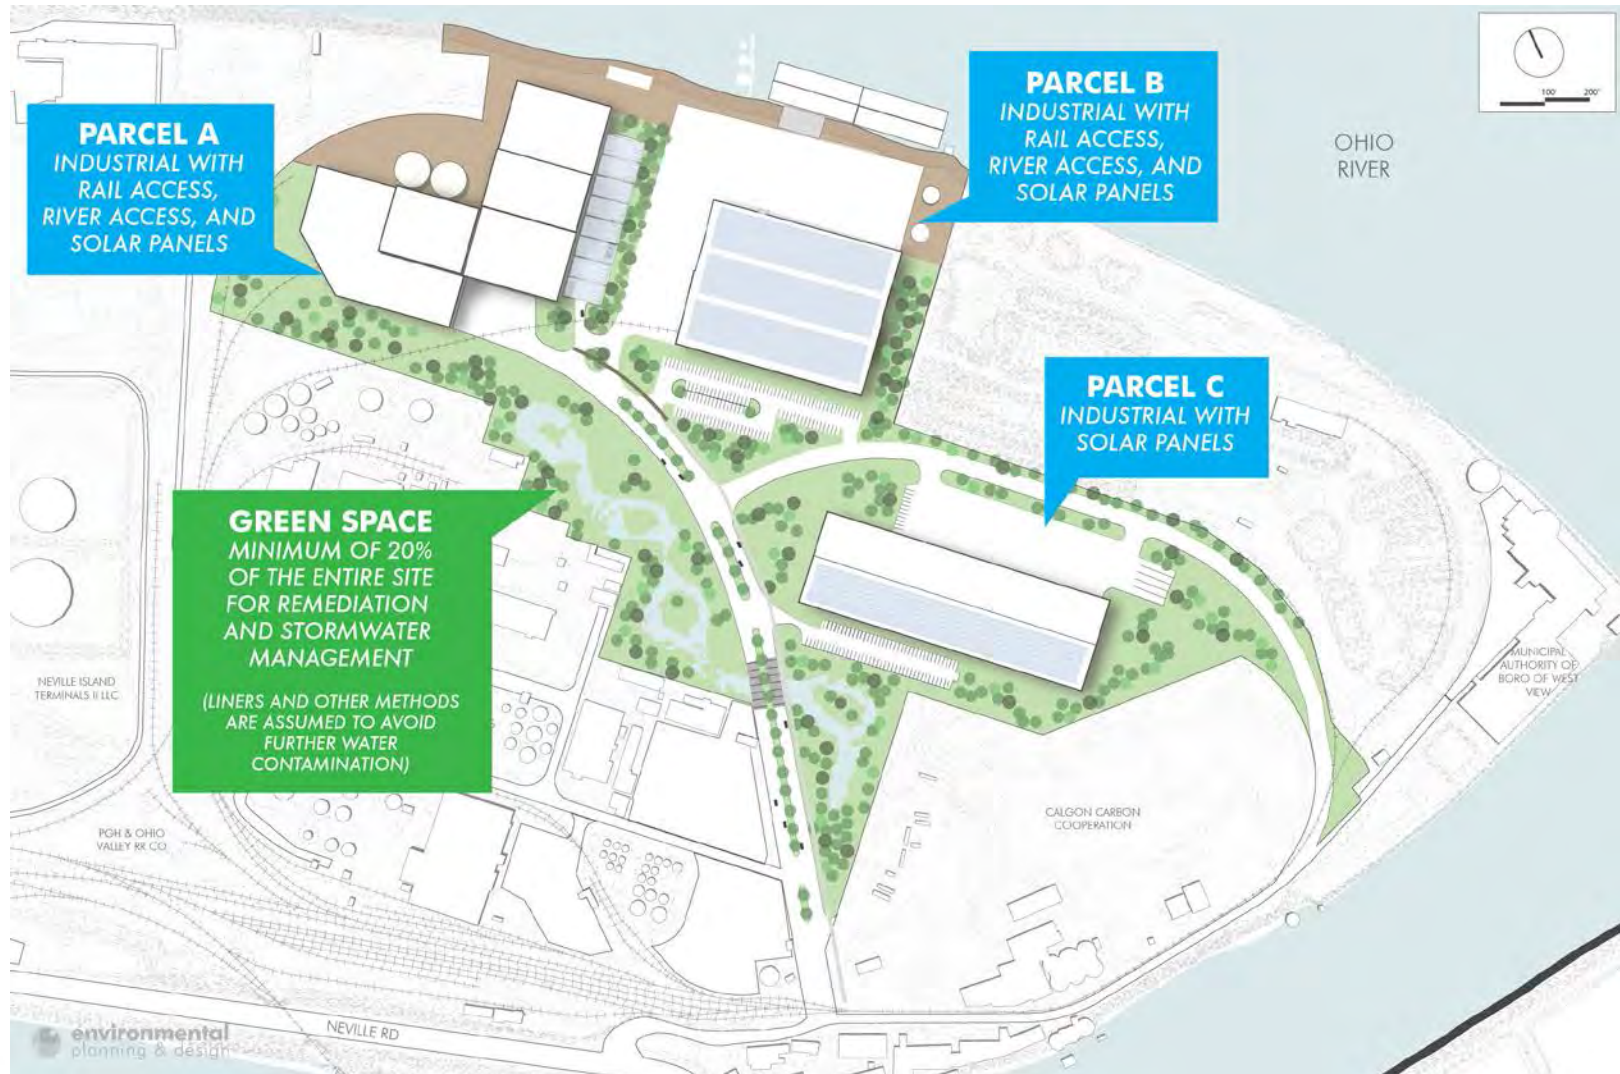 PARCEL A
INDUSTRIAL WITH
RAIL ACCESS,
RIVER ACCESS, AND
SOLAR PANELS
PARCEL B
INDUSTRIAL WITH
RAIL ACCESS,
RIVER ACCESS, AND
SOLAR PANELS
100'
200'
OHIO
RIVER
PARCEL C
INDUSTRIAL WITH
SOLAR PANELS
GREEN SPACE
MINIMUM OF 20%
OF THE ENTIRE SITE
FOR REMEDIATION
AND STORMWATER
MANAGEMENT
(LINERS AND OTHER METHODS
ARE ASSUMED TO AVOID
FURTHER WATER
CONTAMINATION)
NEVILLE ISLAND
TERMINALS II LLC
MUNICIPAL
AUTHORITY OF
BORO OF WEST
VIEW
CALGON CARBON
COOPERATION
PGH & OHIO
VALLEY RR CO
NEVILLE RD
environmental
planning & design